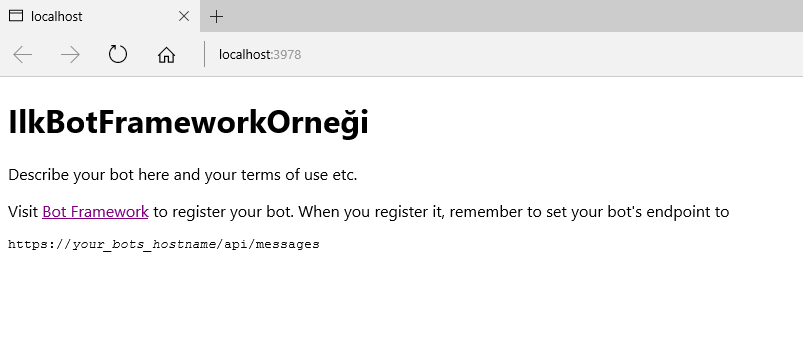 localhost
localhost:3978
IlkBotFrameworkOrneği
Describe your bot here and your terms of use etc.
Visit Bot Framework to register your bot. When you register it, remember to set your bot's endpoint to
https://your_bots_hostname/api/messages